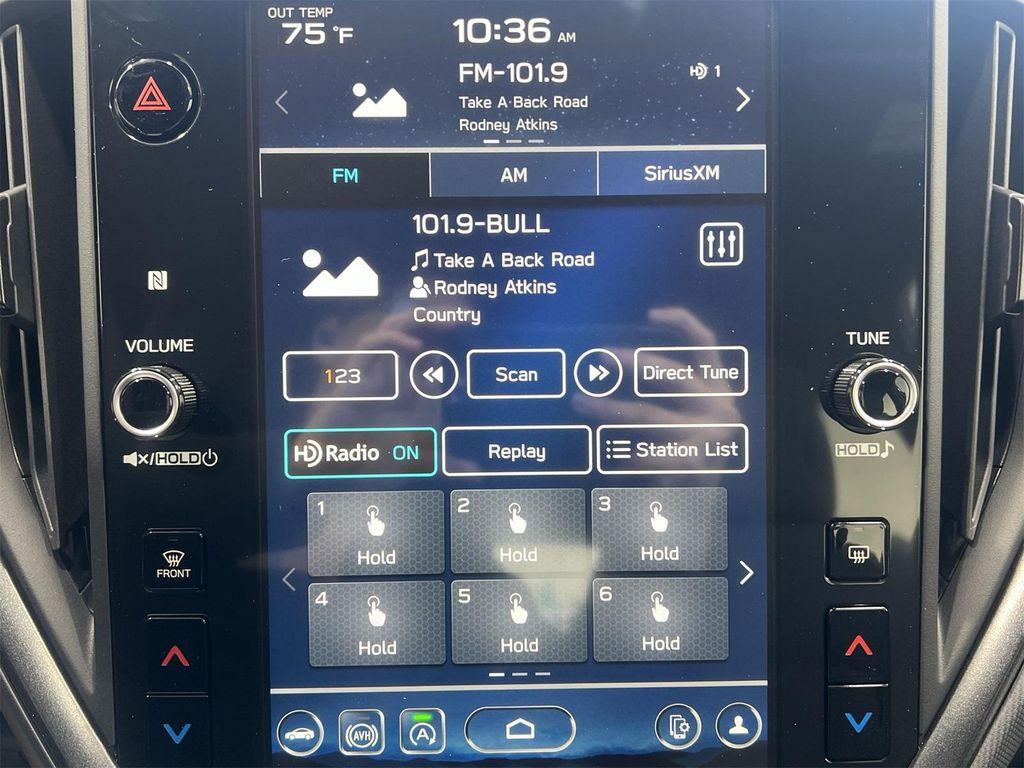 OUT TEMP
75 °F
10:36 AM
FM-101.9
HD 1
Take A Back Road
Rodney Atkins
FM
AM
SiriusXM
101.9-BULL
Take A Back Road
Rodney Atkins
Country
N
VOLUME
TUNE
123
Scan
Direct Tune
HD Radio ON
Replay
Station List
/HOLD
HOLD
1
Hold
2
Hold
3
Hold
FRONT
4
Hold
5
Hold
6
Hold
AVH
A